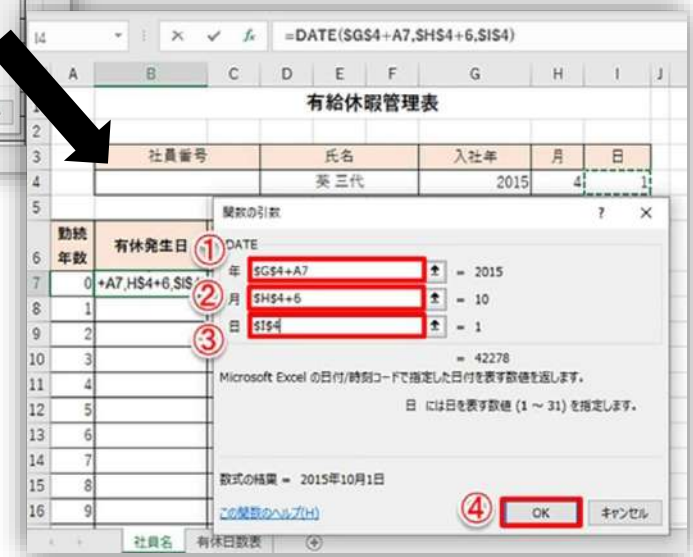 I4 =DATE($G$4+A7,$H$4+6,$I$4)
A B C D E F G H I J
有給休暇管理表
2
3 社員番号 氏名 入社年 月 日
4 英 三代 2015 4 1
5
関数の引数 ? ×
6 勤続年数 有休発生日
① DATE
7 0 +A7,H$4+6,$I$4
年 $G$4+A7 = 2015
② 月 $H$4+6 = 10
8 1
③ 日 $I$4 = 1
9 2
10 3 = 42278
11 4 Microsoft Excel の日付/時刻コードで指定した日付を表す数値を返します。
12 5 日 には日を表す数値 (1 ～ 31) を指定します。
13 6
14 7
15 8 数式の結果 = 2015年10月1日
16 9 この関数のヘルプ(H) ④ OK キャンセル
社員名 有休日数表